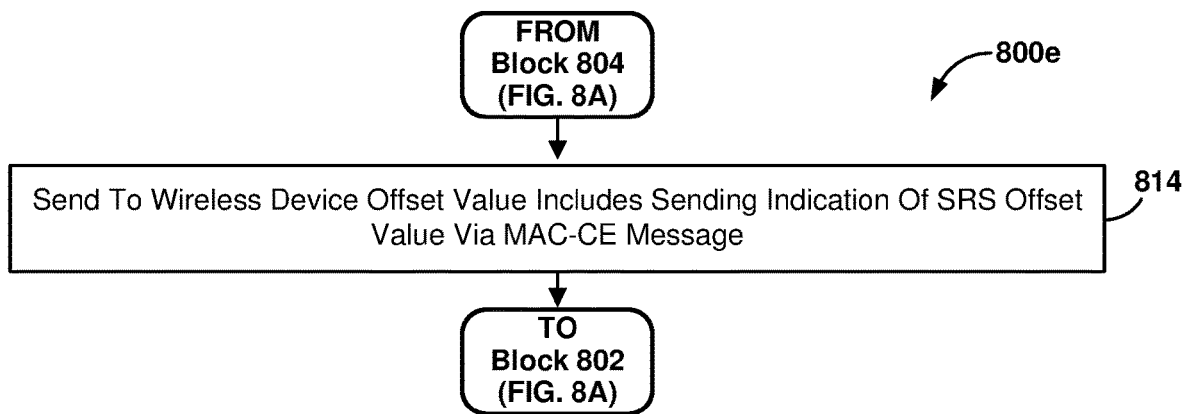 FROM
Block 804
(FIG. 8A)
800e
Send To Wireless Device Offset Value Includes Sending Indication Of SRS Offset
Value Via MAC-CE Message
814
TO
Block 802
(FIG. 8A)